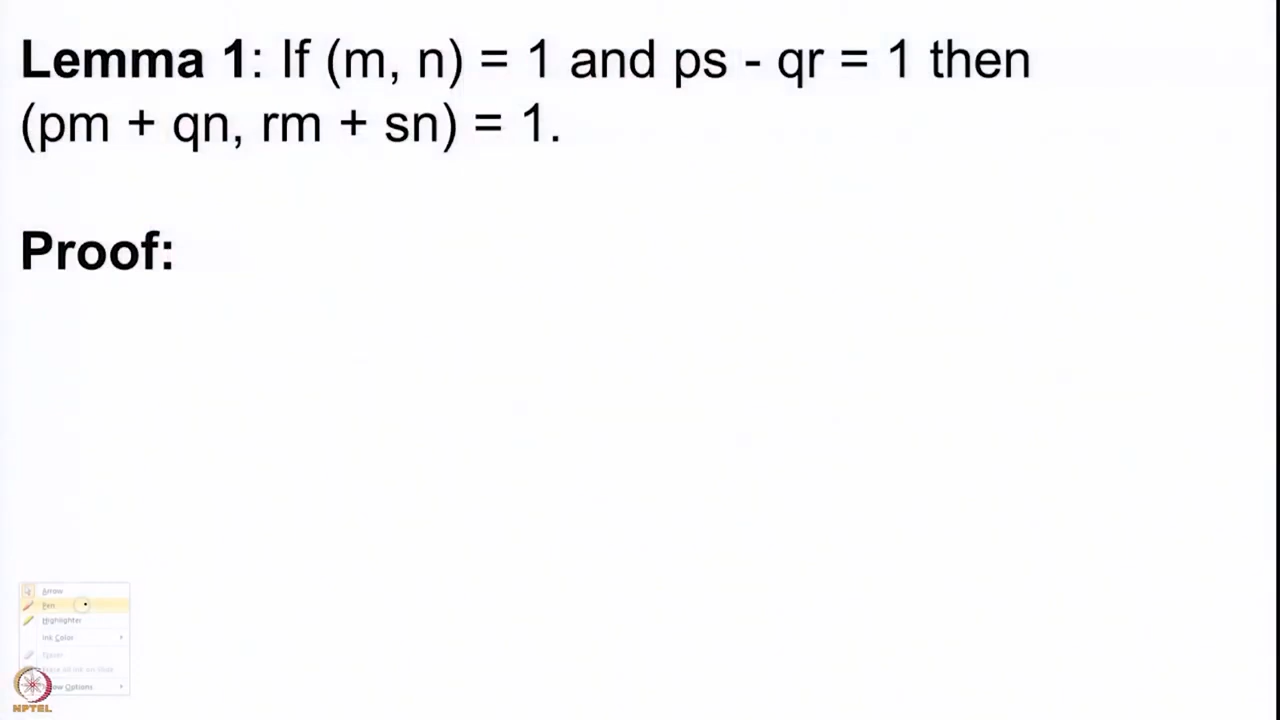 Lemma 1: If (m, n) = 1 and ps - qr = 1 then
(pm + qn, rm + sn) = 1.
Proof:
Arrow
Pen
Highlighter
Ink Color
Options
NPTEL